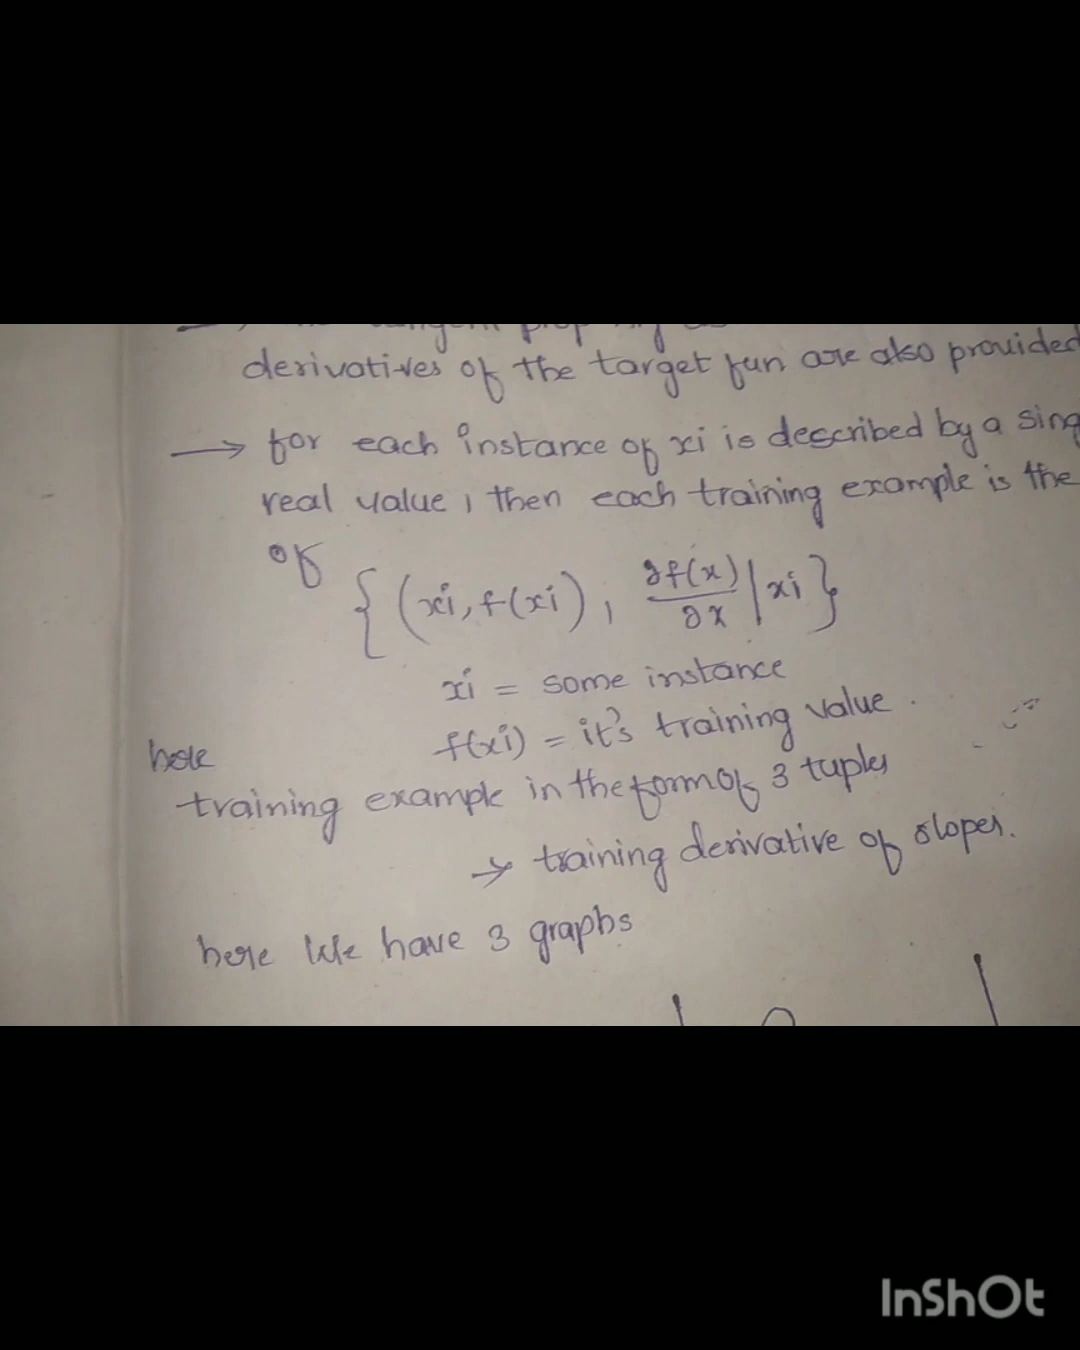 derivatives of the target fun are also provided
→ for each instance of xi is described by a sing
real value, then each training example is the
of
{(xi, f(xi), ∂f(x)/∂x | xi}
xi = some instance
f(xi) = it's training value.
here
training example in the form of 3 tuples
→ training derivative of slopes.
here we have 3 graphs
InShOt